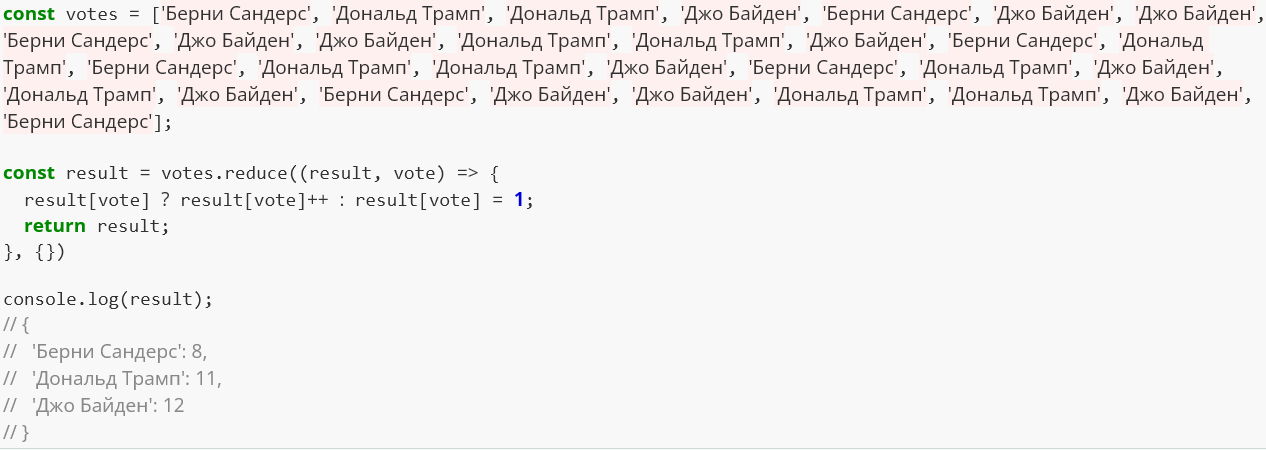 const votes = ['Берни Сандерс', 'Дональд Трамп', 'Дональд Трамп', 'Джо Байден', 'Берни Сандерс', 'Джо Байден', 'Джо Байден',
'Берни Сандерс', 'Джо Байден', 'Джо Байден', 'Дональд Трамп', 'Дональд Трамп', 'Джо Байден', 'Берни Сандерс', 'Дональд
Трамп', 'Берни Сандерс', 'Дональд Трамп', 'Дональд Трамп', 'Джо Байден', 'Берни Сандерс', 'Дональд Трамп', 'Джо Байден',
'Дональд Трамп', 'Джо Байден', 'Берни Сандерс', 'Джо Байден', 'Джо Байден', 'Дональд Трамп', 'Дональд Трамп', 'Джо Байден',
'Берни Сандерс'];
const result = votes.reduce((result, vote) => {
  result[vote] ? result[vote]++ : result[vote] = 1;
  return result;
}, {})
console.log(result);
// {
//   'Берни Сандерс': 8,
//   'Дональд Трамп': 11,
//   'Джо Байден': 12
// }